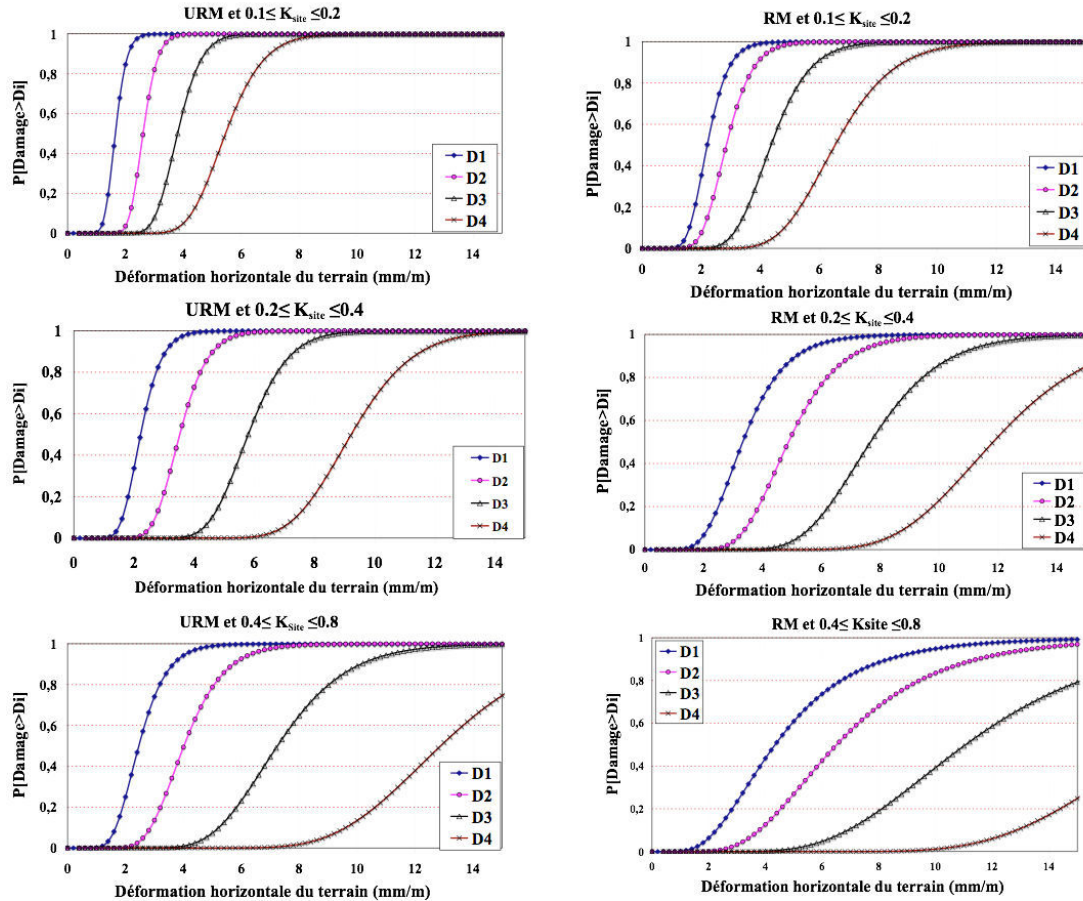 URM et 0.1≤ Ksite ≤0.2
P[Damage>Di]
1
0,8
0,6
0,4
0,2
0
D1
D2
D3
D4
0 2 4 6 8 10 12 14
Déformation horizontale du terrain (mm/m)
RM et 0.1≤ Ksite ≤0.2
P[Damage>Di]
1
0,8
0,6
0,4
0,2
0
D1
D2
D3
D4
0 2 4 6 8 10 12 14
Déformation horizontale du terrain (mm/m)
URM et 0.2≤ Ksite ≤0.4
P[Damage>Di]
1
0,8
0,6
0,4
0,2
0
D1
D2
D3
D4
0 2 4 6 8 10 12 14
Déformation horizontale du terrain (mm/m)
RM et 0.2≤ Ksite ≤0.4
P[Damage>Di]
1
0,8
0,6
0,4
0,2
0
D1
D2
D3
D4
0 2 4 6 8 10 12 14
Déformation horizontale du terrain (mm/m)
URM et 0.4≤ KSite ≤0.8
P[Damage>Di]
1
0,8
0,6
0,4
0,2
0
D1
D2
D3
D4
0 2 4 6 8 10 12 14
Déformation horizontale du terrain (mm/m)
RM et 0.4≤ Ksite ≤0.8
P[Damage>Di]
1
0,8
0,6
0,4
0,2
0
D1
D2
D3
D4
0 2 4 6 8 10 12 14
Déformation horizontale du terrain (mm/m)